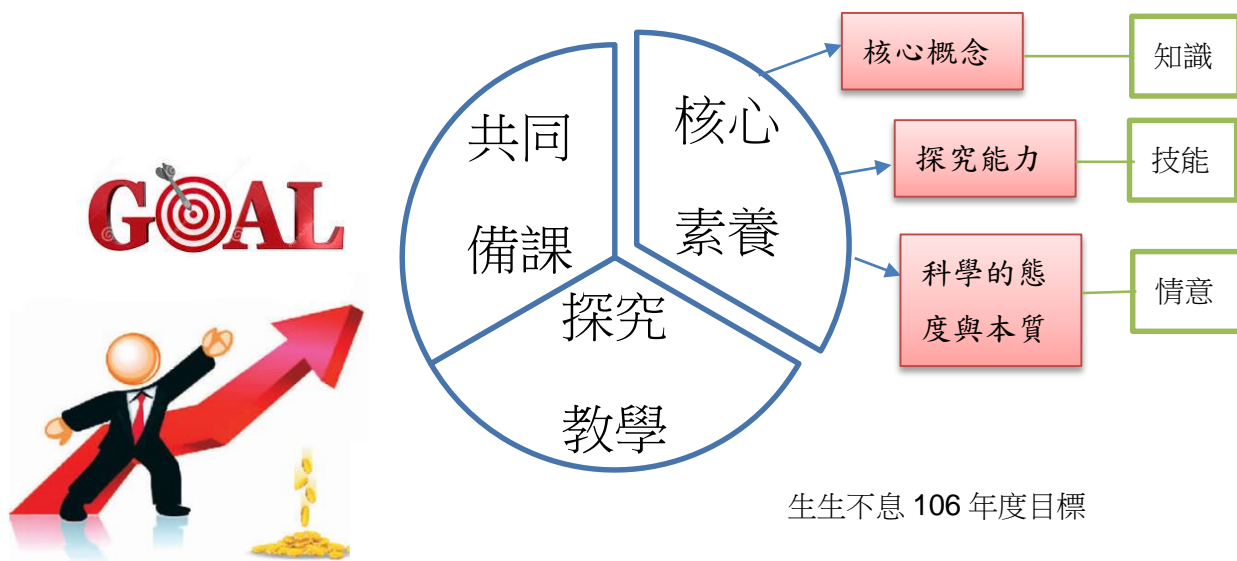 GOAL
共同
備課
核心
素養
探究
教學
核心概念
知識
探究能力
技能
科學的態
度與本質
情意
生生不息 106 年度目標